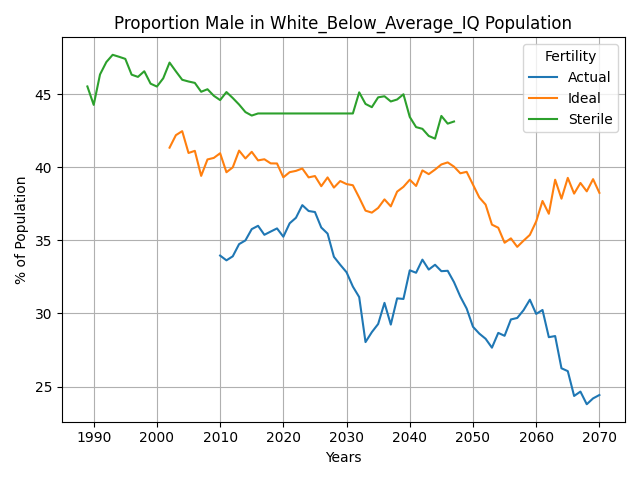 Proportion Male in White_Below_Average_IQ Population
Fertility
Actual
Ideal
Sterile
% of Population
45
40
35
30
25
1990 2000 2010 2020 2030 2040 2050 2060 2070
Years